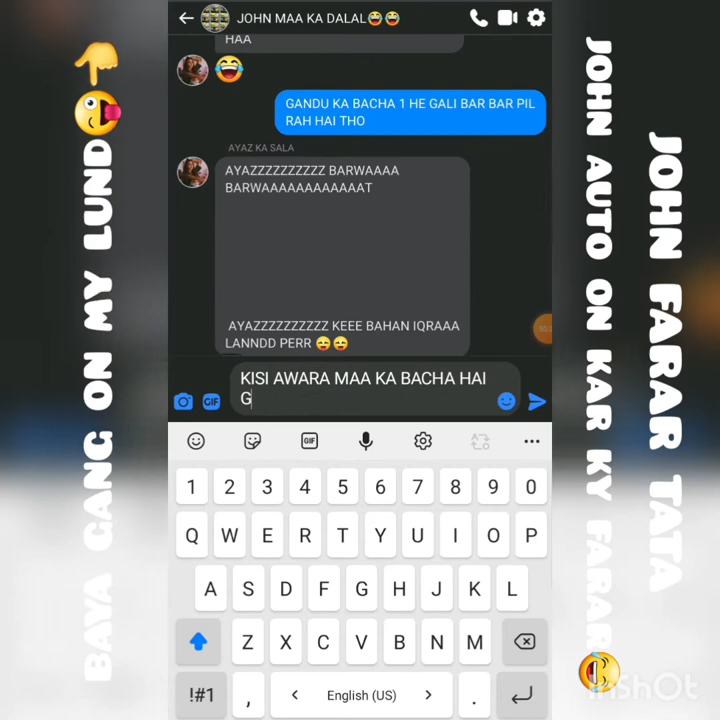 JOHN MAA KA DALAL😂😂
HAA
😂
GANDU KA BACHA 1 HE GALI BAR BAR PIL
RAH HAI THO
AYAZ KA SALA
AYAZZZZZZZZZZ BARWAAAA
BARWAAAAAAAAAAAAT
AYAZZZZZZZZZZ KEEE BAHAN IQRAAA
LANNDD PERR 😄😄
KISI AWARA MAA KA BACHA HAI
G
GIF
GIF
1 2 3 4 5 6 7 8 9 0
Q W E R T Y U I O P
A S D F G H J K L
Z X C V B N M
!#1 , < English (US) > .
BAYA GANG ON MY LUND😜👈
JOHN AUTO ON KAR KY FARAR😂
JOHN FARAR TATA
InShOt